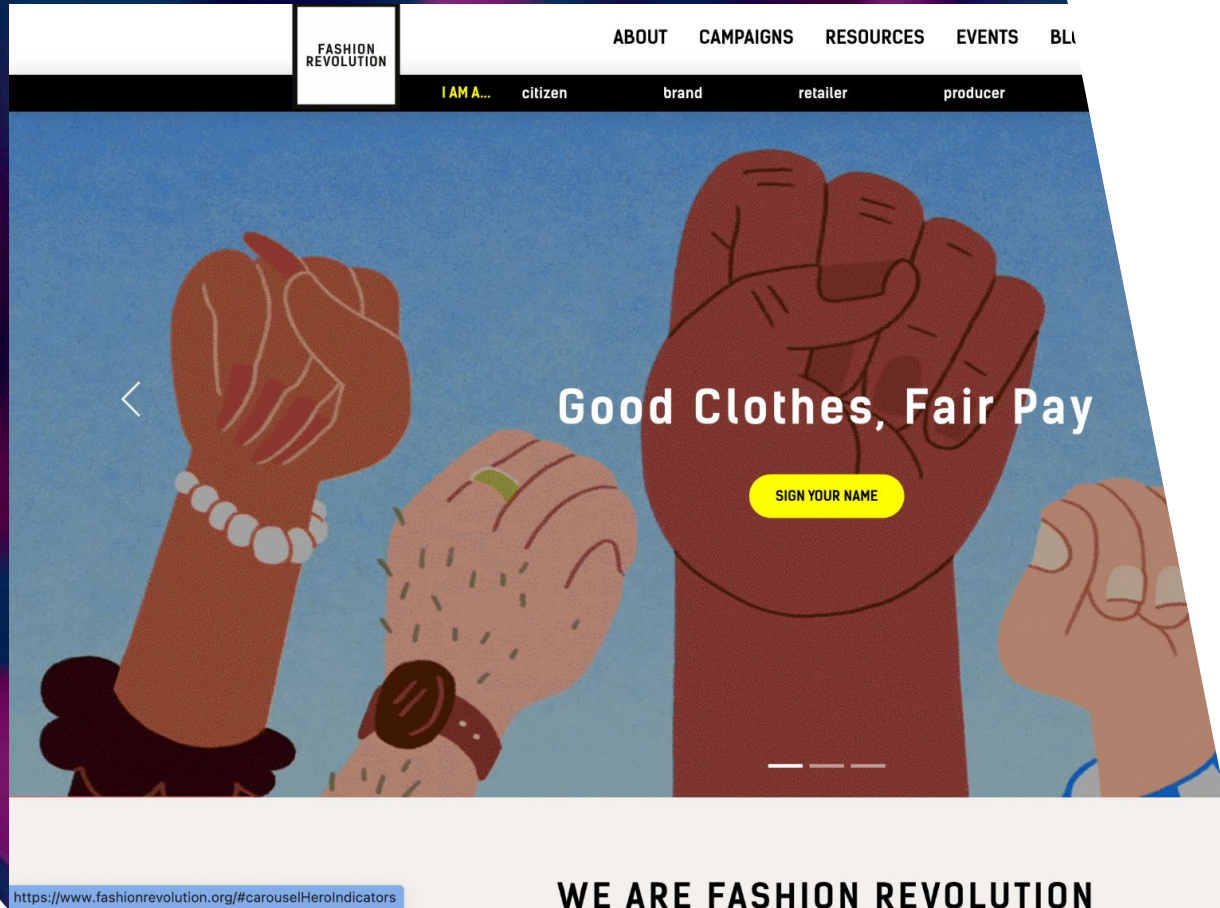 FASHION
REVOLUTION
ABOUT CAMPAIGNS RESOURCES EVENTS
I AM A... citizen brand retailer producer
Good Clothes, Fair Pay
SIGN YOUR NAME
WE ARE FASHION REVOLUTION
https://www.fashionrevolution.org/#carouselHeroIndicators